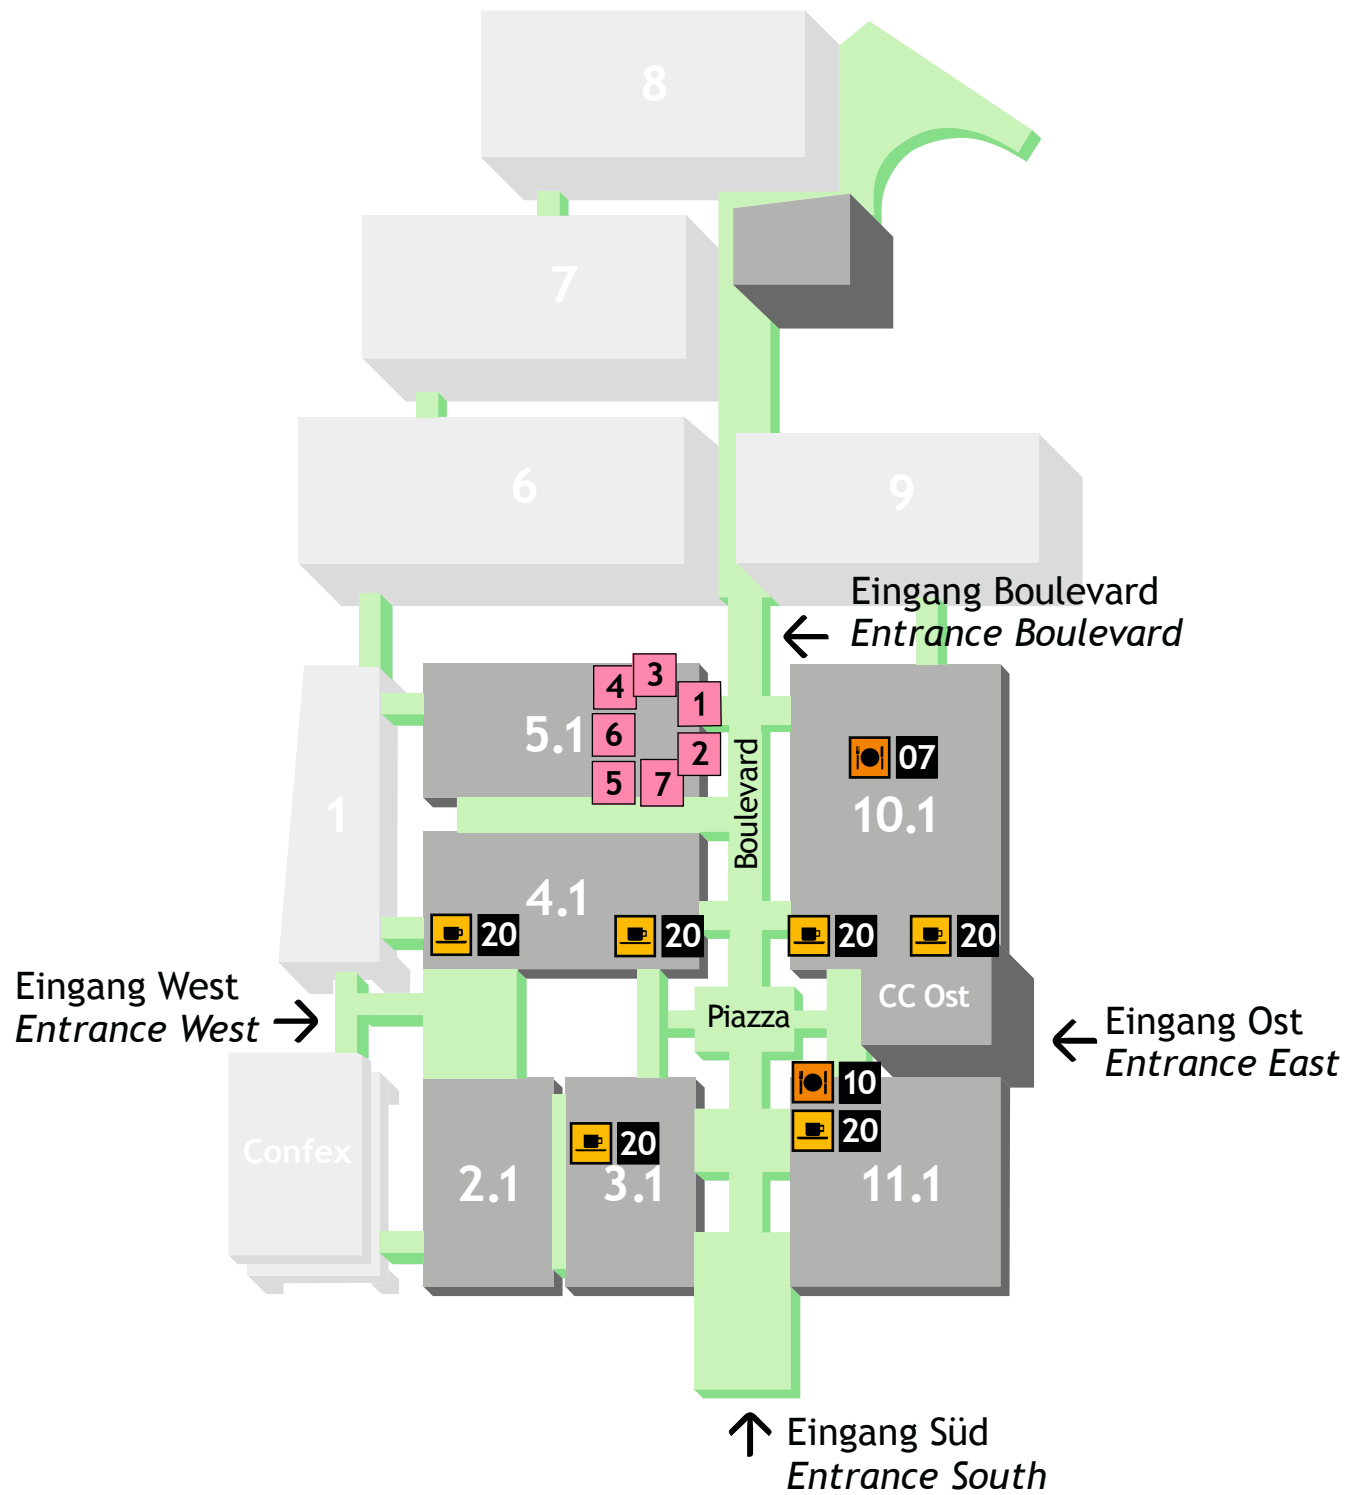 8
7
6
9
Eingang Boulevard
Entrance Boulevard
3
4
1
5.1
6
2
5
7
Boulevard
07
10.1
1
4.1
20
20
20
20
Eingang West
Entrance West
CC Ost
Piazza
Eingang Ost
Entrance East
10
20
20
Confex
2.1
3.1
11.1
Eingang Süd
Entrance South